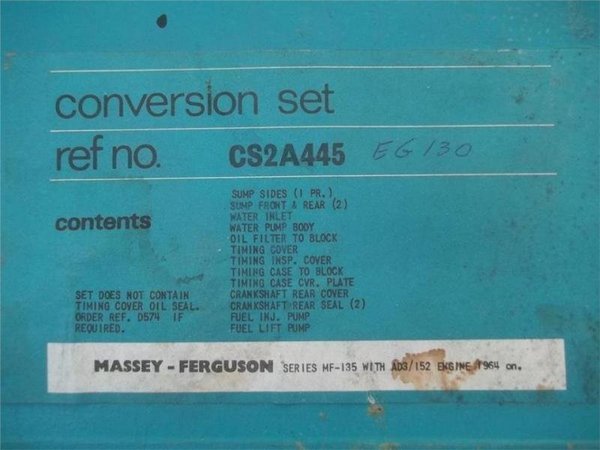 conversion set
ref no. CS2A445 EG130
contents
SUMP SIDES (1 PR.)
SUMP FRONT & REAR (2)
WATER INLET
WATER PUMP BODY
OIL FILTER TO BLOCK
TIMING COVER
TIMING INSP. COVER
TIMING CASE TO BLOCK
TIMING CASE CVR. PLATE
CRANKSHAFT REAR COVER
CRANKSHAFT REAR SEAL (2)
FUEL INJ. PUMP
FUEL LIFT PUMP
SET DOES NOT CONTAIN
TIMING COVER OIL SEAL.
ORDER REF. D574 IF
REQUIRED.
MASSEY - FERGUSON SERIES MF-135 WITH AD3/152 ENGINE 1964 on.